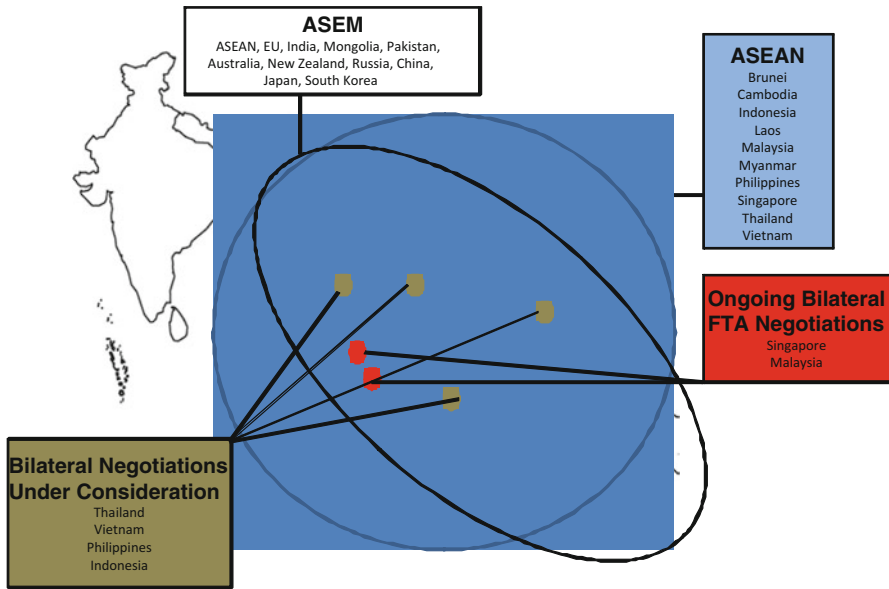 ASEM
ASEAN, EU, India, Mongolia, Pakistan,
Australia, New Zealand, Russia, China,
Japan, South Korea
ASEAN
Brunei
Cambodia
Indonesia
Laos
Malaysia
Myanmar
Philippines
Singapore
Thailand
Vietnam
Ongoing Bilateral
FTA Negotiations
Singapore
Malaysia
Bilateral Negotiations
Under Consideration
Thailand
Vietnam
Philippines
Indonesia